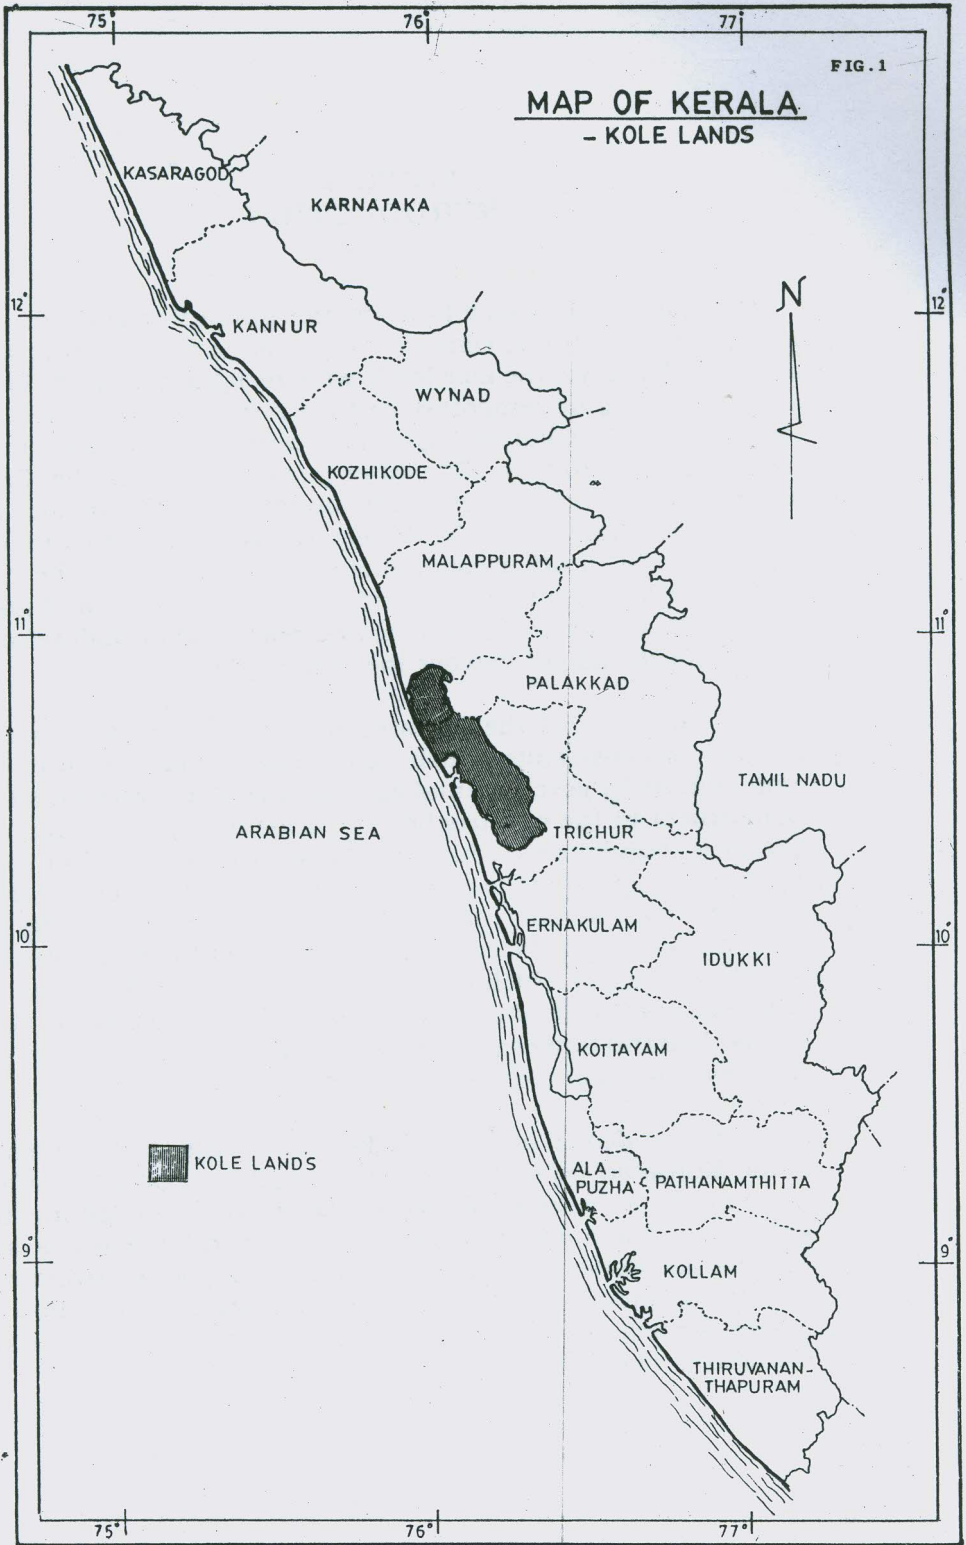 75°
76°
77°
FIG.1
MAP OF KERALA
– KOLE LANDS
KASARAGOD
KARNATAKA
N
12°
12°
KANNUR
WYNAD
KOZHIKODE
MALAPPURAM
11°
11°
PALAKKAD
TAMIL NADU
ARABIAN SEA
TRICHUR
ERNAKULAM
10°
10°
IDUKKI
KOTTAYAM
KOLE LANDS
ALA–
PUZHA
PATHANAMTHITTA
9°
9°
KOLLAM
THIRUVANAN–
THAPURAM
75°
76°
77°